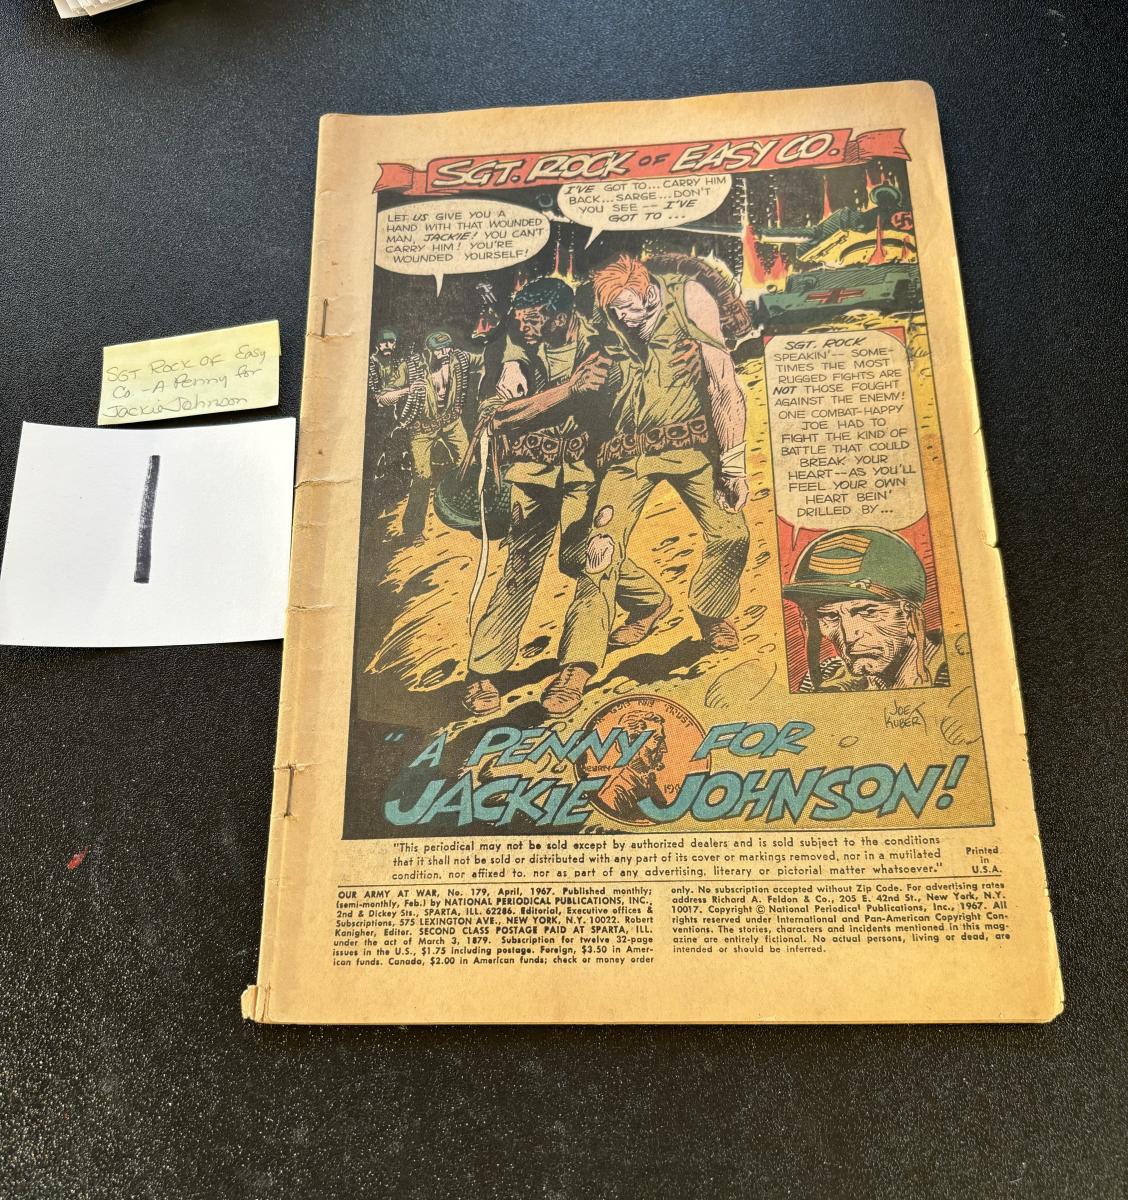 SGT. ROCK OF EASY CO.
LET US GIVE YOU A
HAND WITH THAT WOUNDED
MAN, JACKIE! YOU CAN'T
CARRY HIM! YOU'RE
WOUNDED YOURSELF!
I'VE GOT TO... CARRY HIM
BACK...SARGE...DON'T
YOU SEE -- I'VE
GOT TO ...
SGT. ROCK
SPEAKIN'-- SOME-
TIMES THE MOST
RUGGED FIGHTS ARE
NOT THOSE FOUGHT
AGAINST THE ENEMY!
ONE COMBAT-HAPPY
JOE HAD TO
FIGHT THE KIND OF
BATTLE THAT COULD
BREAK YOUR
HEART--AS YOU'LL
FEEL YOUR OWN
HEART BEIN'
DRILLED BY...
SGT ROCK OF Easy
Co - A Penny for
Jackie Johnson
1
JOE
KUBERT
TRUST
"A PENNY FOR
JACKIE JOHNSON!
"This periodical may not be sold except by authorized dealers and is sold subject to the conditions
that it shall not be sold or distributed with any part of its cover or markings removed, nor in a mutilated
condition, nor affixed to, nor as part of any advertising, literary or pictorial matter whatsoever."
Printed
in
U.S.A.
OUR ARMY AT WAR, No. 179, April, 1967. Published monthly;
(semi-monthly, Feb.) by NATIONAL PERIODICAL PUBLICATIONS, INC.,
2nd & Dickey Sts., SPARTA, ILL. 62286. Editorial, Executive offices &
Subscriptions, 575 LEXINGTON AVE., NEW YORK, N.Y. 10022. Robert
Kanigher, Editor. SECOND CLASS POSTAGE PAID AT SPARTA, ILL.
under the act of March 3, 1879. Subscription for twelve 32-page
issues in the U.S., $1.75 including postage. Foreign, $3.50 in Amer-
ican funds. Canada, $2.00 in American funds; check or money order
only. No subscription accepted without Zip Code. For advertising rates
address Richard A. Feldon & Co., 205 E. 42nd St., New York, N.Y.
10017. Copyright © National Periodical Publications, Inc., 1967. All
rights reserved under International and Pan-American Copyright Con-
ventions. The stories, characters and incidents mentioned in this mag-
azine are entirely fictional. No actual persons, living or dead, are
intended or should be inferred.